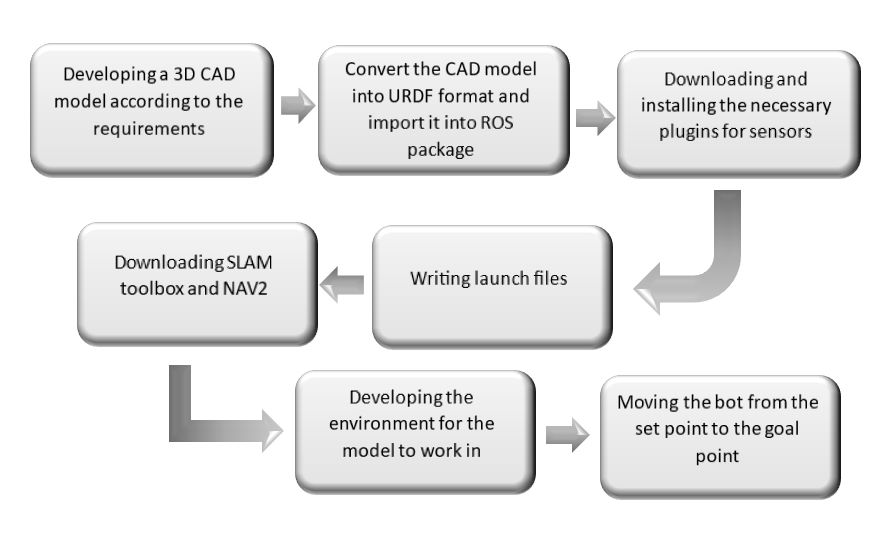 Developing a 3D CAD
model according to the
requirements
Convert the CAD model
into URDF format and
import it into ROS
package
Downloading and
installing the necessary
plugins for sensors
Writing launch files
Downloading SLAM
toolbox and NAV2
Developing the
environment for the
model to work in
Moving the bot from the
set point to the goal
point